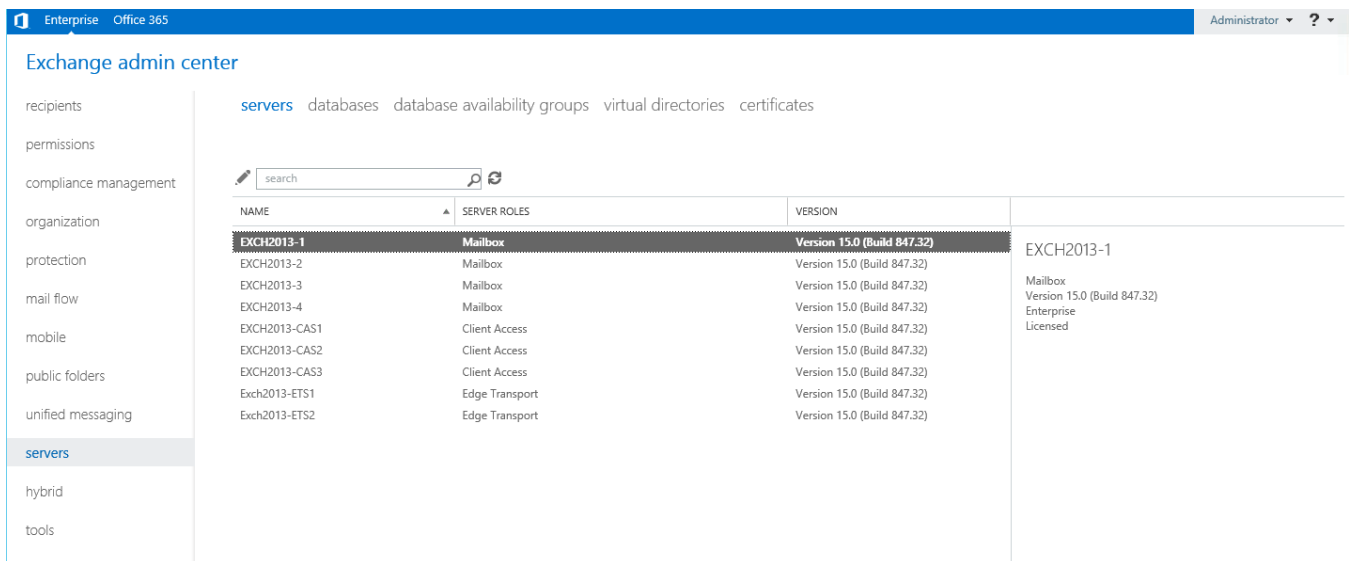 Enterprise Office 365 Administrator ?
Exchange admin center
servers databases database availability groups virtual directories certificates
recipients
permissions
compliance management
organization
protection
mail flow
mobile
public folders
unified messaging
servers
hybrid
tools
search
NAME SERVER ROLES VERSION
EXCH2013-1 Mailbox Version 15.0 (Build 847.32)
EXCH2013-2 Mailbox Version 15.0 (Build 847.32)
EXCH2013-3 Mailbox Version 15.0 (Build 847.32)
EXCH2013-4 Mailbox Version 15.0 (Build 847.32)
EXCH2013-CAS1 Client Access Version 15.0 (Build 847.32)
EXCH2013-CAS2 Client Access Version 15.0 (Build 847.32)
EXCH2013-CAS3 Client Access Version 15.0 (Build 847.32)
Exch2013-ETS1 Edge Transport Version 15.0 (Build 847.32)
Exch2013-ETS2 Edge Transport Version 15.0 (Build 847.32)
EXCH2013-1
Mailbox
Version 15.0 (Build 847.32)
Enterprise
Licensed